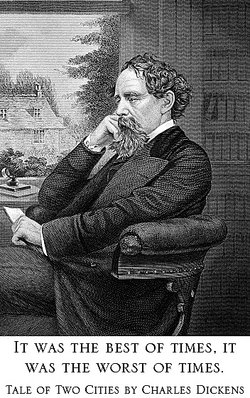 It was the best of times, it
was the worst of times.
Tale of Two Cities by Charles Dickens